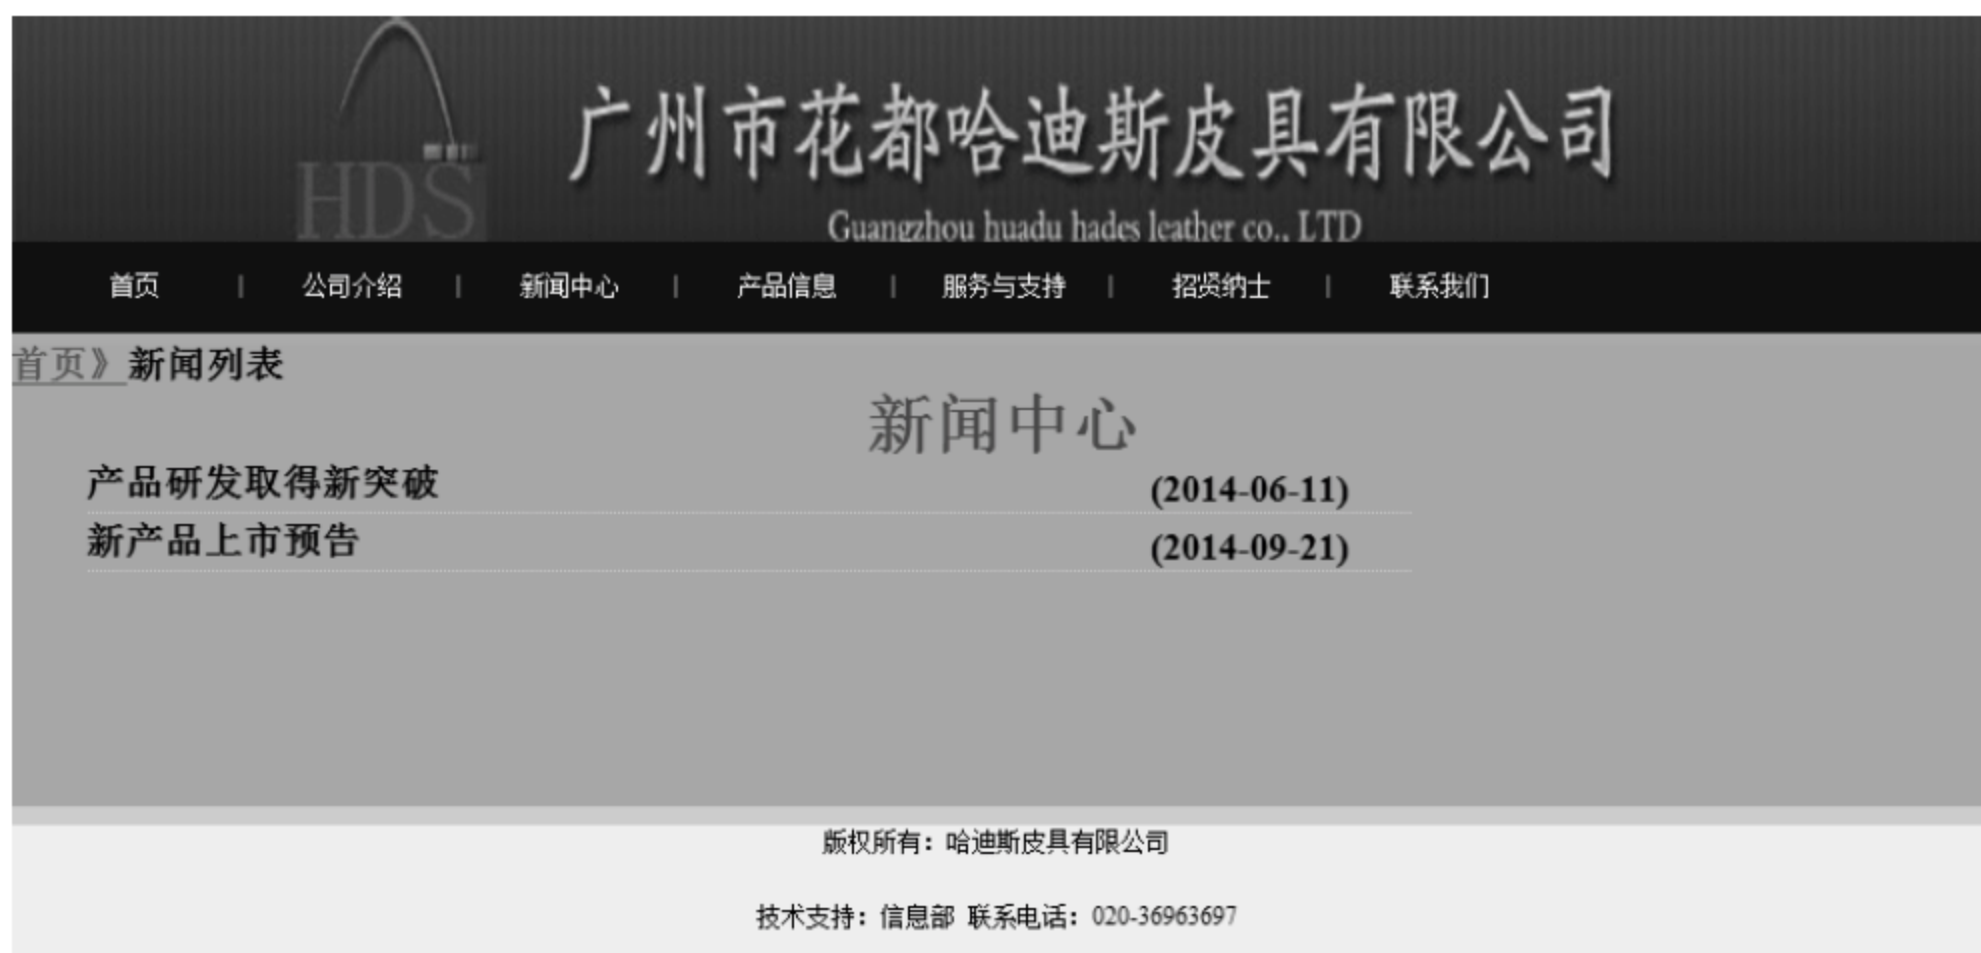 广州市花都哈迪斯皮具有限公司
HDS
Guangzhou huadu hades leather co., LTD
首页 | 公司介绍 | 新闻中心 | 产品信息 | 服务与支持 | 招贤纳士 | 联系我们
首页》新闻列表
新闻中心
产品研发取得新突破 (2014-06-11)
新产品上市预告 (2014-09-21)
版权所有：哈迪斯皮具有限公司
技术支持：信息部 联系电话：020-36963697